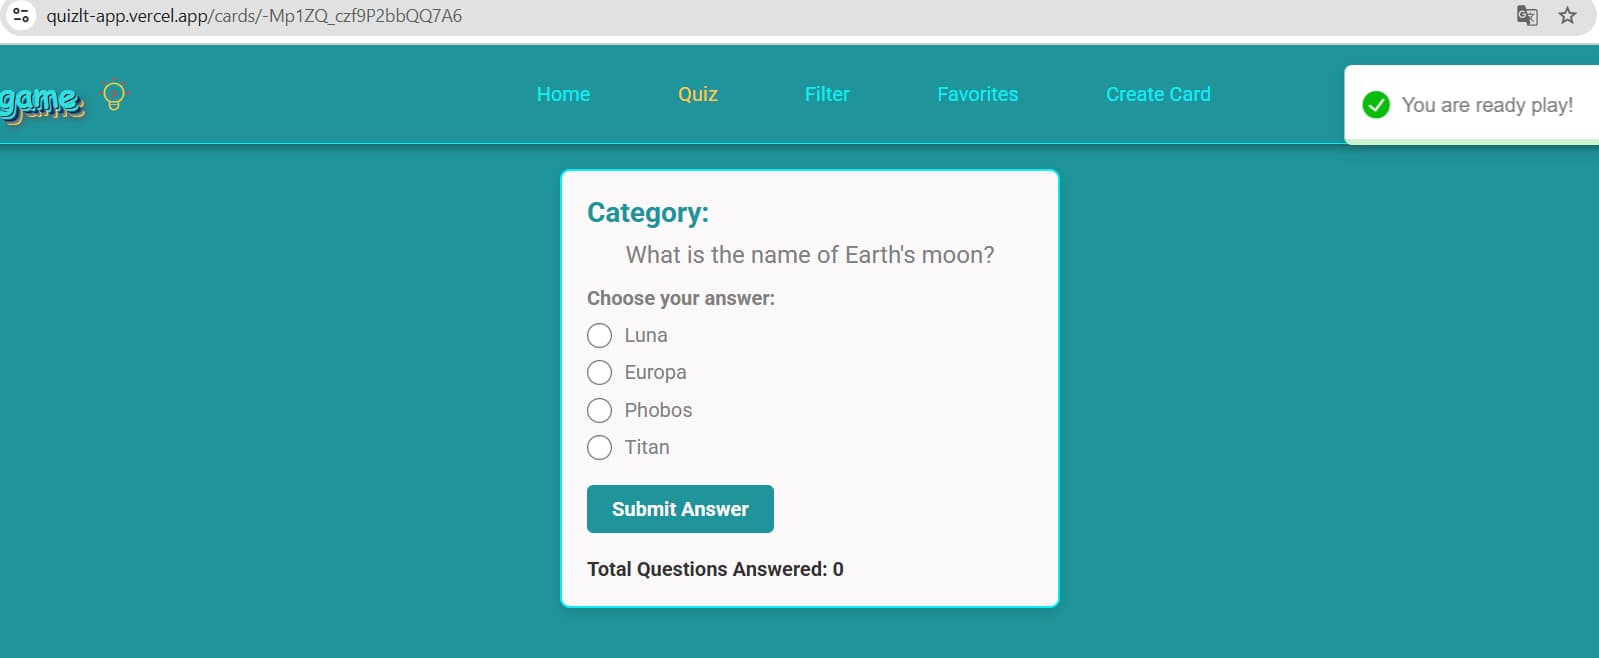 quizlt-app.vercel.app/cards/-Mp1ZQ_czf9P2bbQQ7A6
game
Home Quiz Filter Favorites Create Card
You are ready play!
Category:
What is the name of Earth's moon?
Choose your answer:
Luna
Europa
Phobos
Titan
Submit Answer
Total Questions Answered: 0